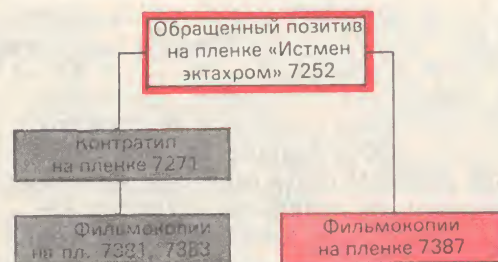 Обращенный позитив
на пленке «Истмен
эктахром» 7252
Контратип
на пленке 7271
Фильмокопии
на пл. 7381, 7383
Фильмокопии
на пленке 7387